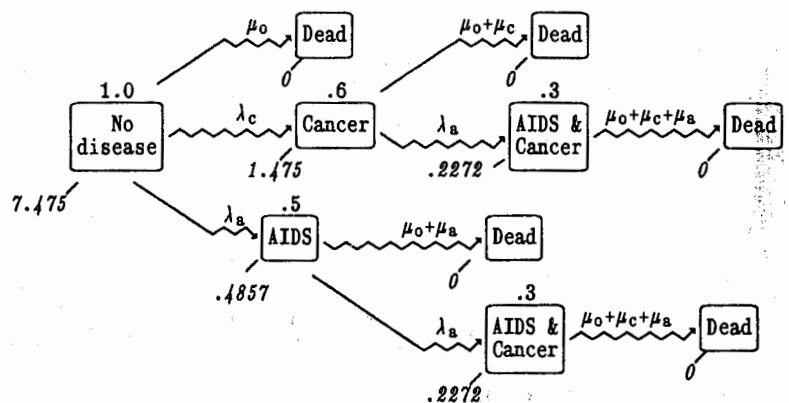 μo
Dead
0
μo+μc
Dead
0
1.0
No
disease
7.475
λc
.6
Cancer
1.475
λa
.3
AIDS &
Cancer
.2272
μo+μc+μa
Dead
0
λa
.5
AIDS
.4857
μo+μa
Dead
0
λa
.3
AIDS &
Cancer
.2272
μo+μc+μa
Dead
0